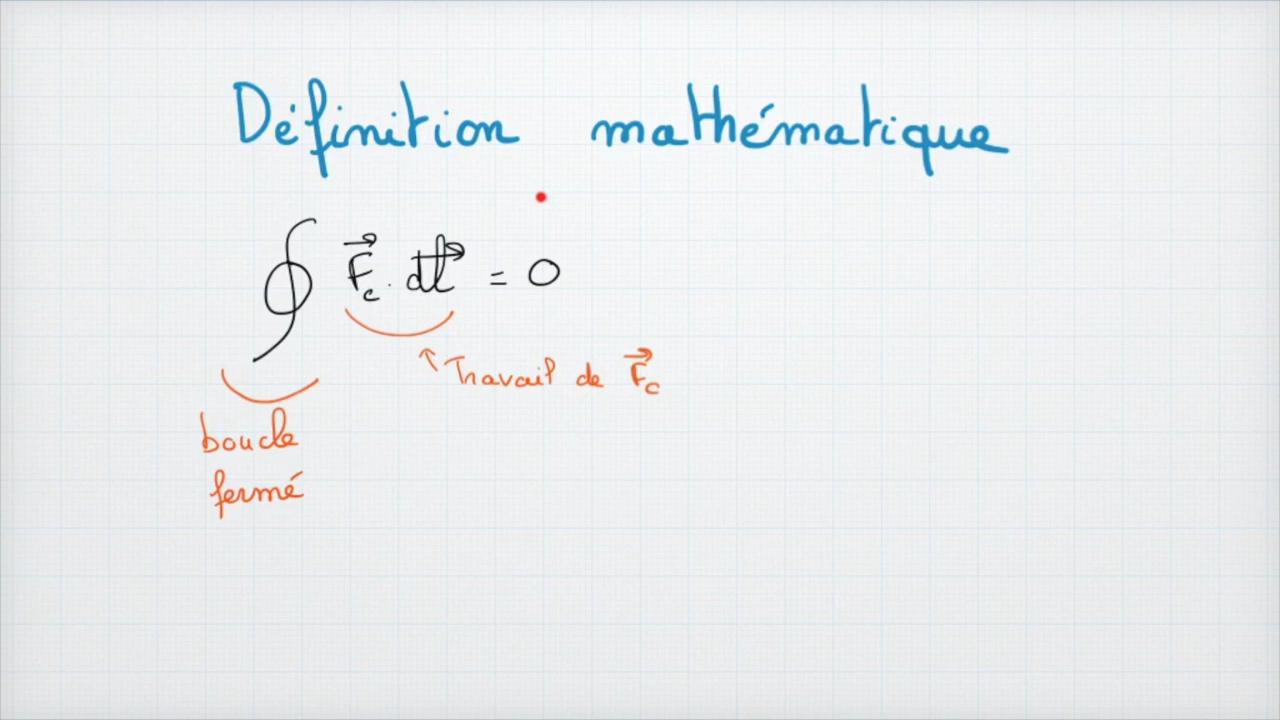 Définition mathématique
∮ F⃗c . dl⃗ = 0
Travail de F⃗c
boucle
fermé